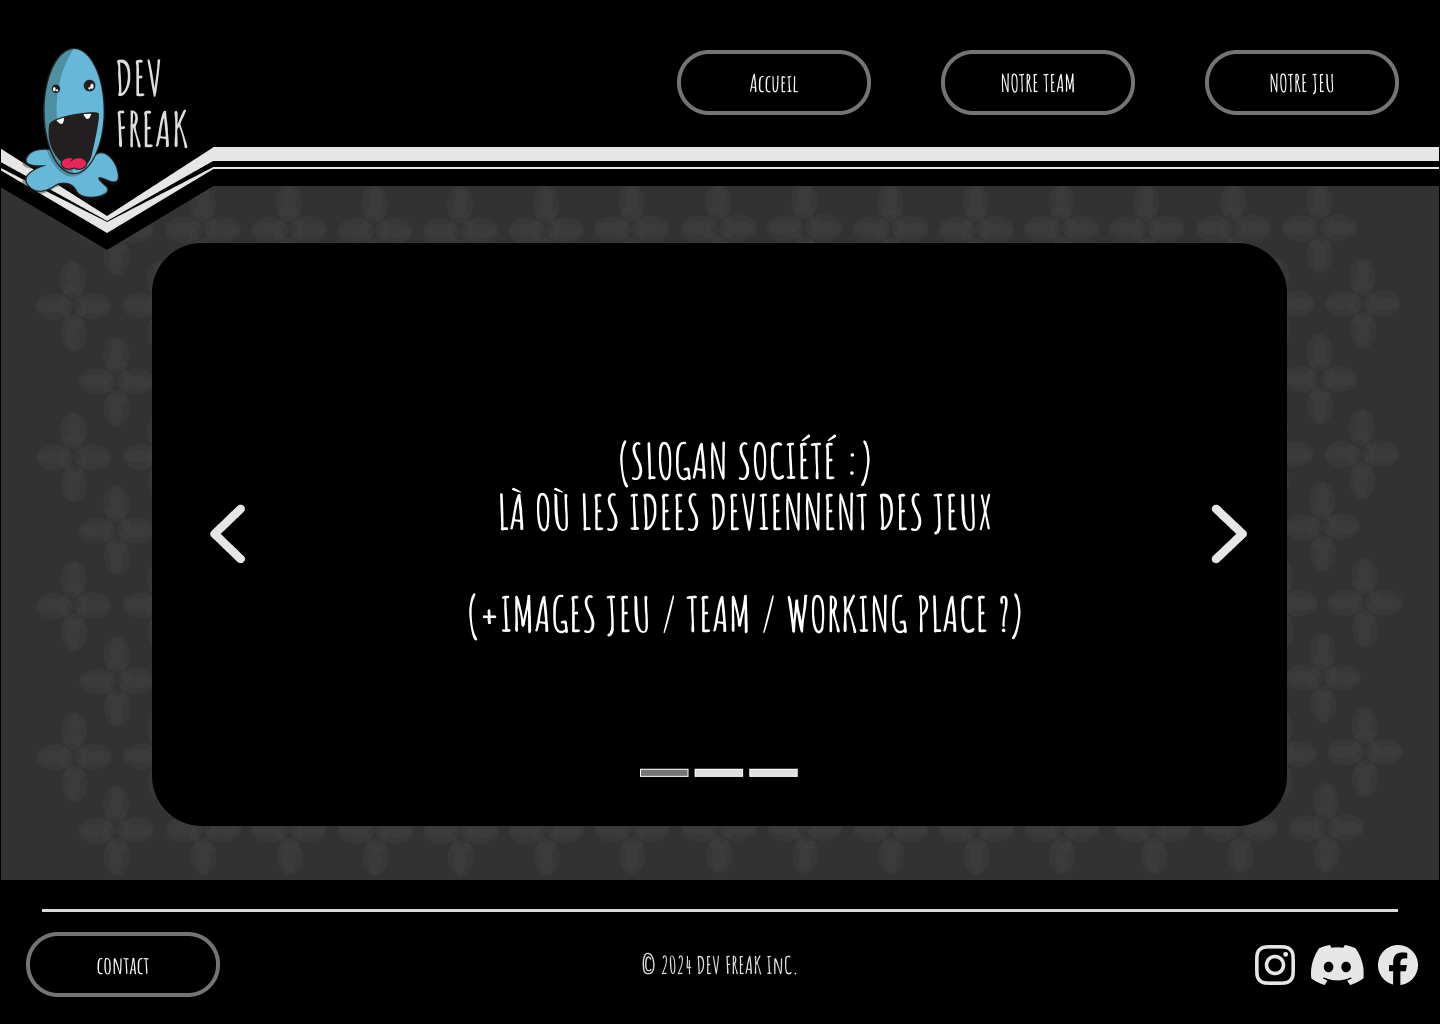 DEV
FREAK
Accueil
NOTRE TEAM
NOTRE JEU
(SLOGAN SOCIÉTÉ :)
LÀ OÙ LES IDEES DEVIENNENT DES JEUX
(+IMAGES JEU / TEAM / WORKING PLACE ?)
contact
© 2024 DEV FREAK InC.